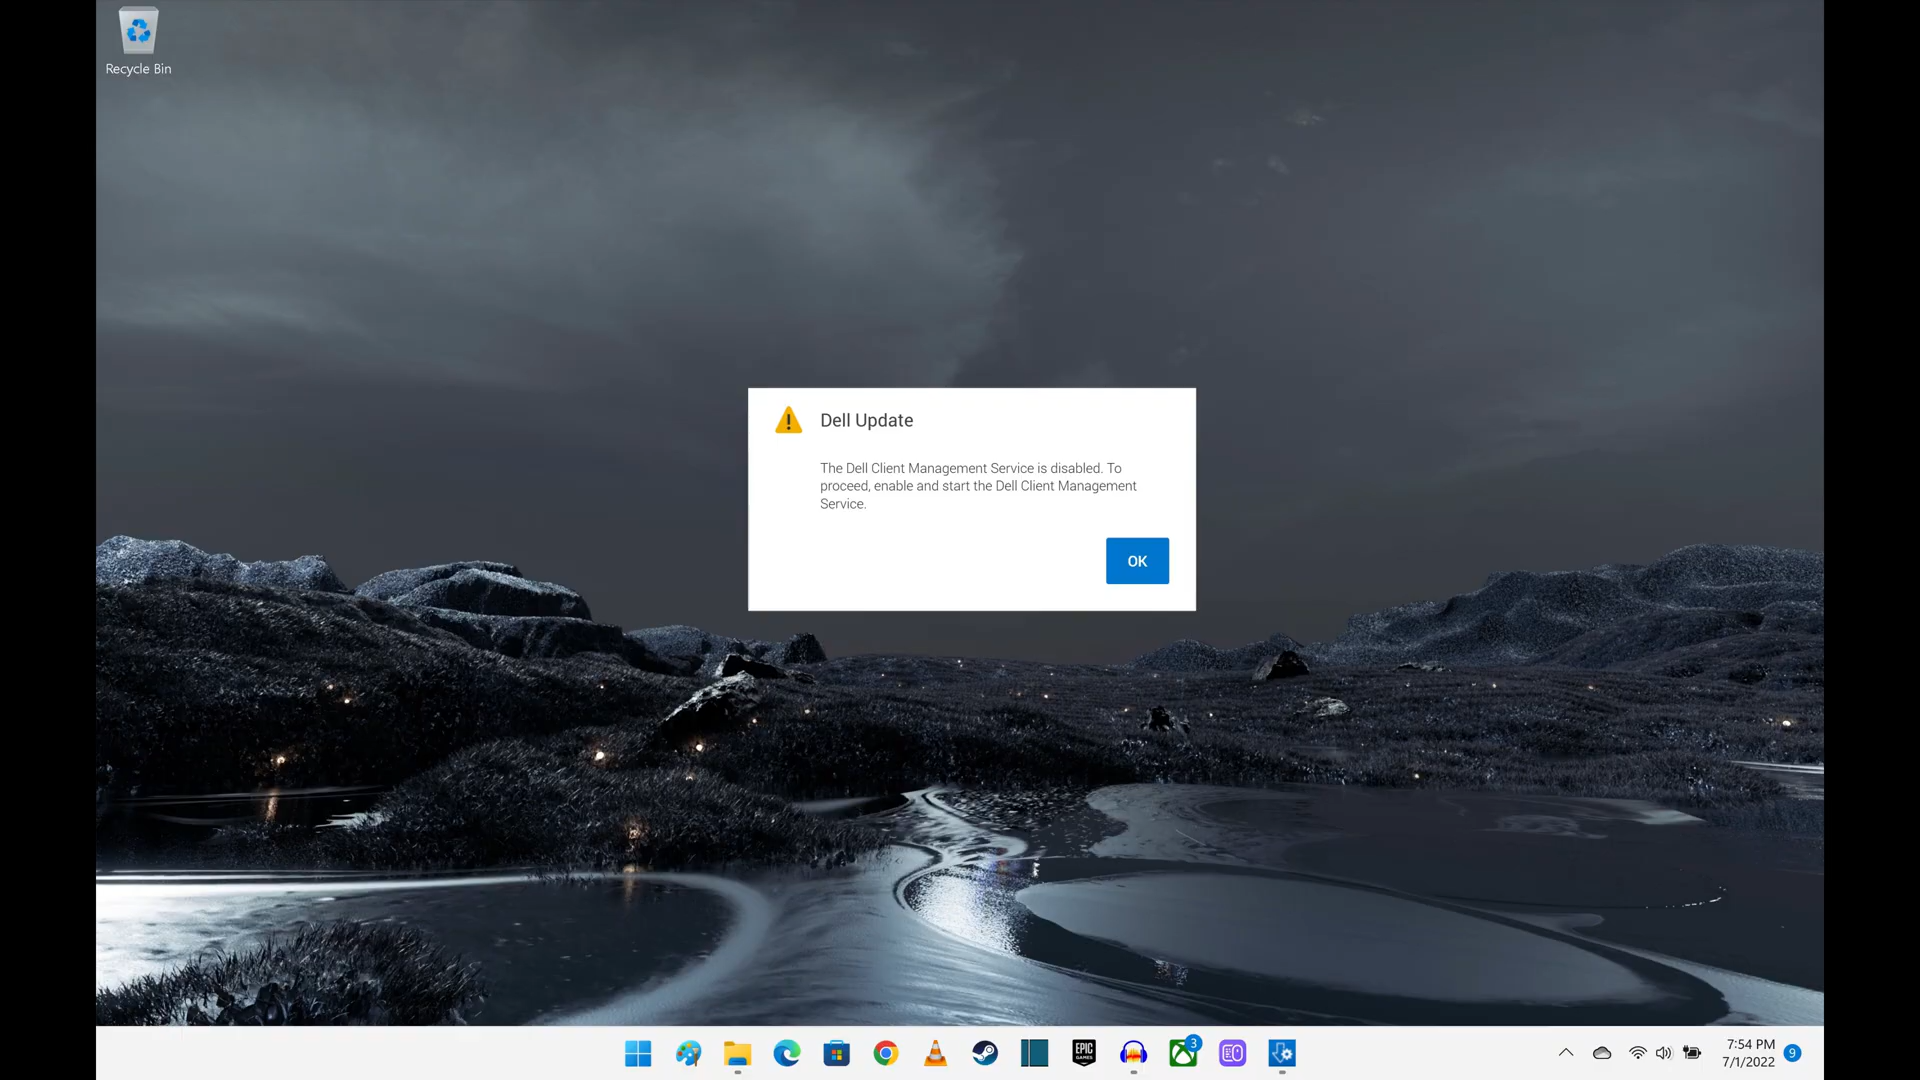 Recycle Bin
Dell Update
The Dell Client Management Service is disabled. To
proceed, enable and start the Dell Client Management
Service.
OK
EPIC
GAMES
3
7:54 PM
7/1/2022
9